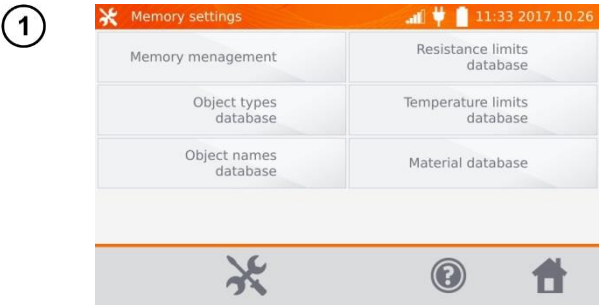 1
Memory settings 11:33 2017.10.26
Memory menagement
Resistance limits
database
Object types
database
Temperature limits
database
Object names
database
Material database
?